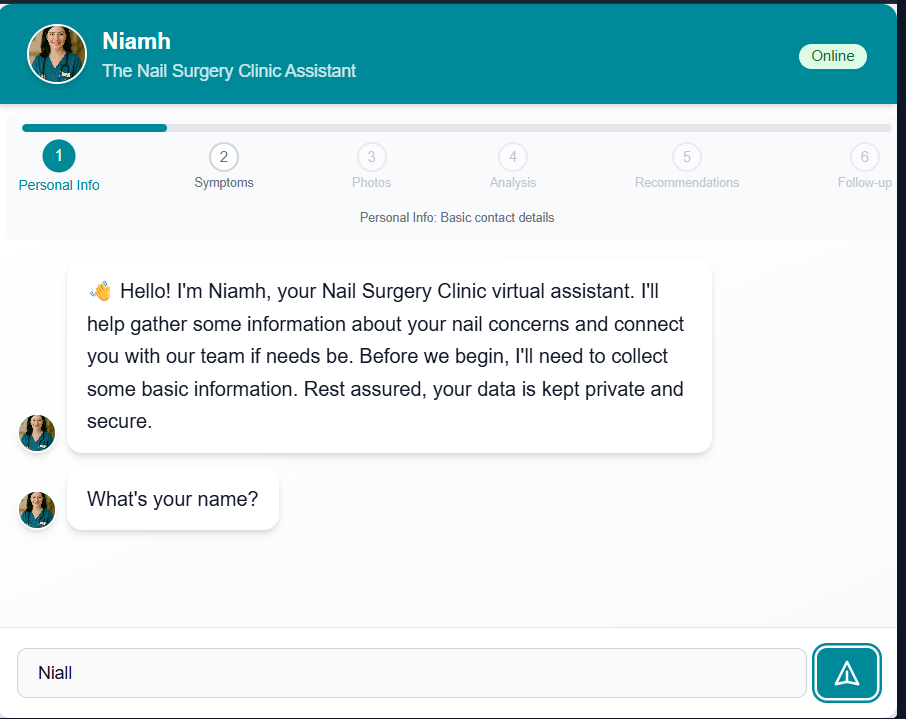 Niamh
The Nail Surgery Clinic Assistant
Online
1
Personal Info
2
Symptoms
3
Photos
4
Analysis
5
Recommendations
6
Follow-up
Personal Info: Basic contact details
👋 Hello! I'm Niamh, your Nail Surgery Clinic virtual assistant. I'll
help gather some information about your nail concerns and connect
you with our team if needs be. Before we begin, I'll need to collect
some basic information. Rest assured, your data is kept private and
secure.
What's your name?
Niall